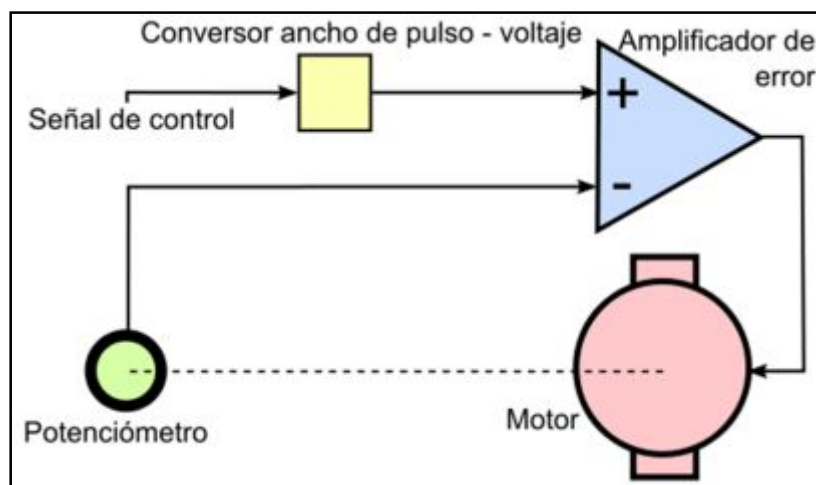 Conversor ancho de pulso - voltaje
Amplificador de
error
Señal de control
+
-
Potenciómetro
Motor